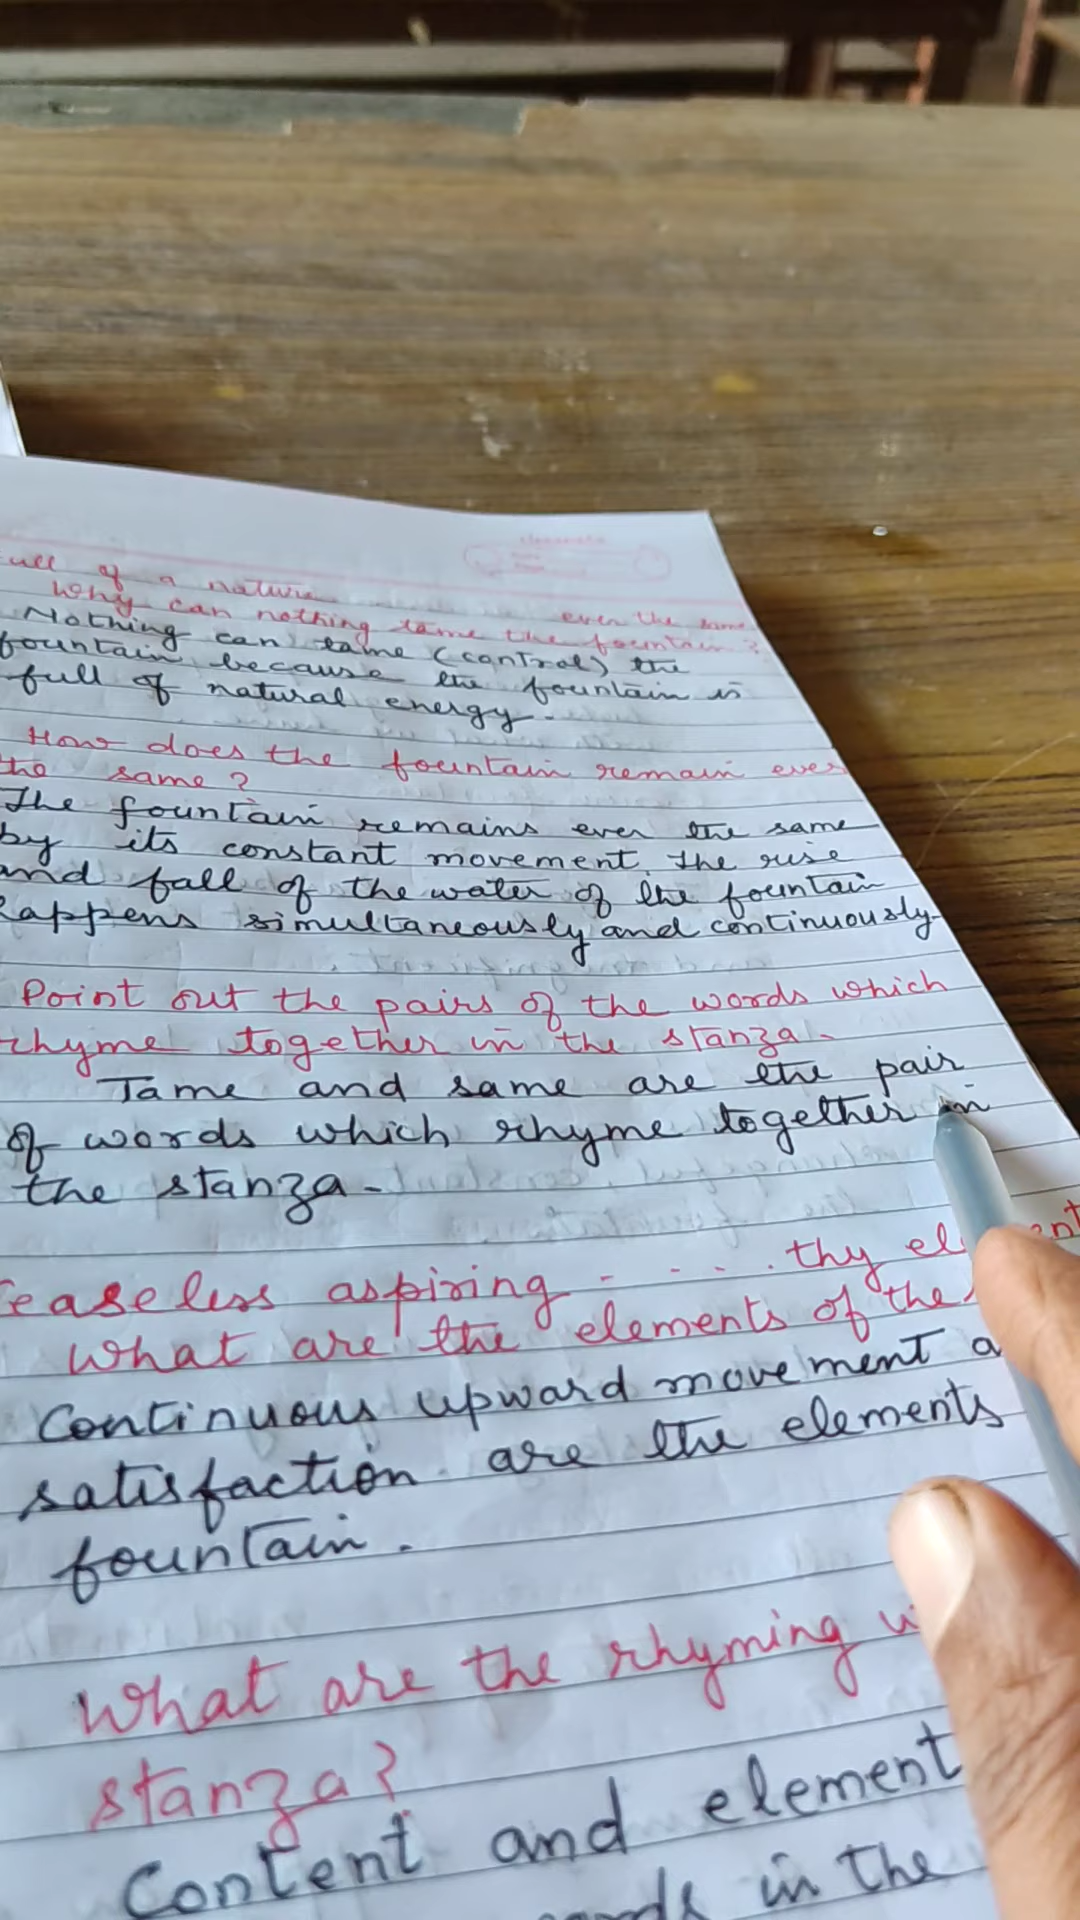 ull of a nature ever the same
Why can nothing tame the fountain?
Nothing can tame (control) the
fountain because the fountain is
full of natural energy.
How does the fountain remain ever
the same?
The fountain remains ever the same
by its constant movement. The rise
and fall of the water of the fountain
happens simultaneously and continuously.
Point out the pairs of the words which
rhyme together in the stanza.
Tame and same are the pair
of words which rhyme together in
the stanza.
Ceaseless aspiring - - - . thy element
What are the elements of the
Continuous upward movement a
satisfaction are the elements
fountain.
What are the rhyming w
stanza?
Content and element
in the